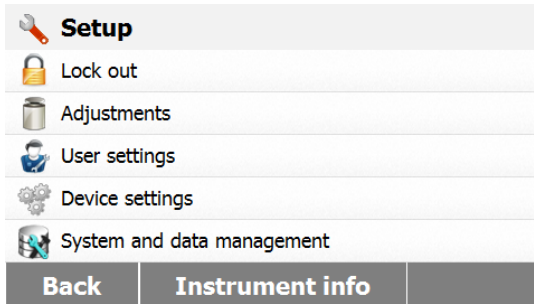 Setup
Lock out
Adjustments
User settings
Device settings
System and data management
Back Instrument info